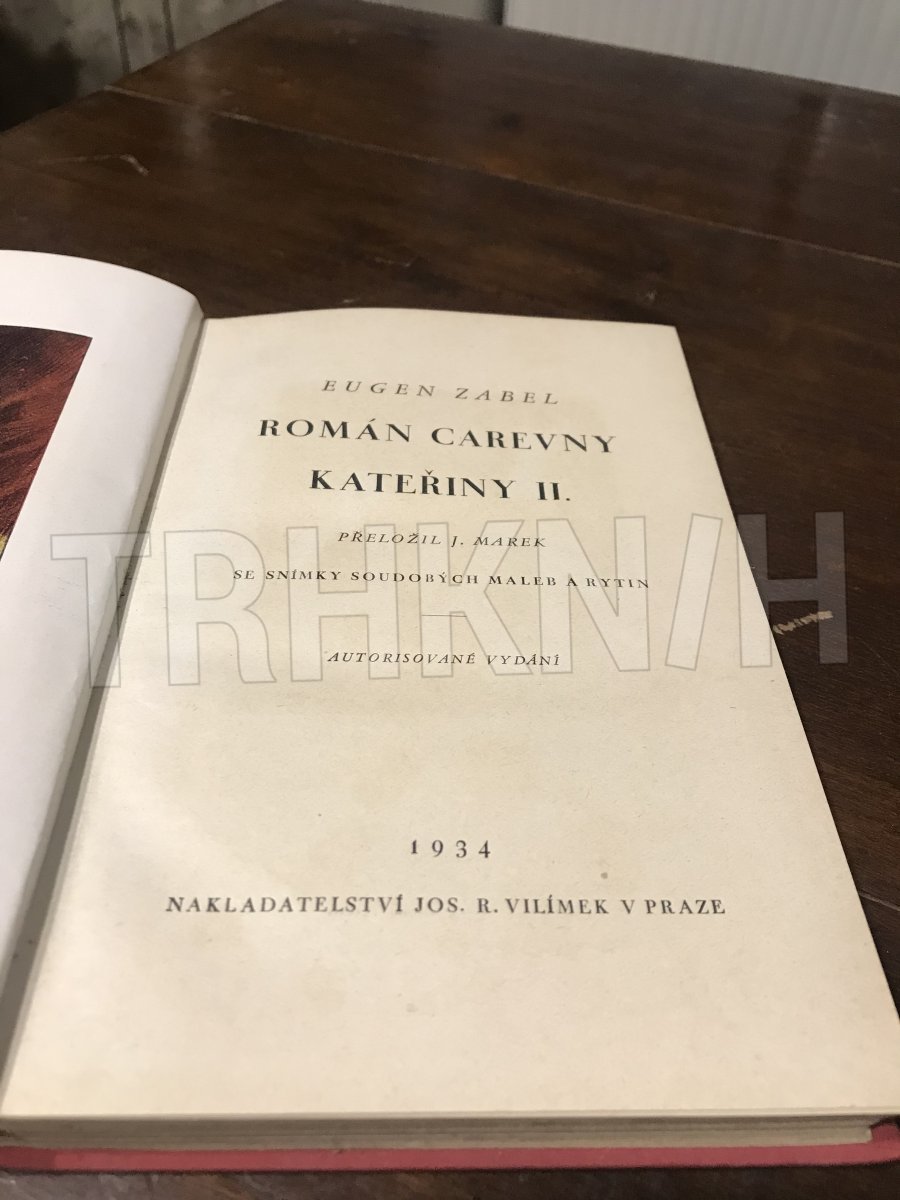 EUGEN ZABEL
ROMÁN CAREVNY
KATEŘINY II.
PŘELOŽIL J. MAREK
SE SNÍMKY SOUDOBÝCH MALEB A RYTIN
AUTORISOVANÉ VYDÁNÍ
TRHKN/H
1934
NAKLADATELSTVÍ JOS. R. VILÍMEK V PRAZE